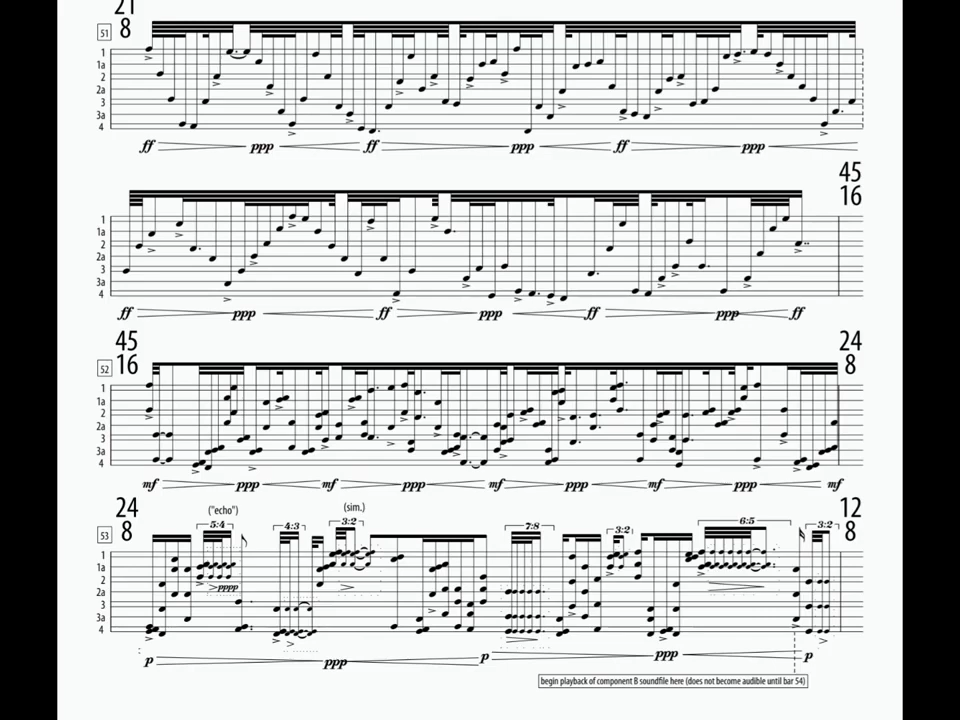 21
8
51
1
1a
2
2a
3
3a
4
ff ppp ff ppp ff ppp
45
16
1
1a
2
2a
3
3a
4
ff ppp ff ppp ff ppp ff
45
16
24
8
52
1
1a
2
2a
3
3a
4
mf ppp mf ppp mf ppp mf ppp mf
24
8
("echo")
(sim.)
12
8
53
5:4 4:3 3:2 7:8 3:2 6:5 3:2
1
1a
2
2a
3
3a
4
pppp
p ppp p ppp p
begin playback of component B soundfile here (does not become audible until bar 54)